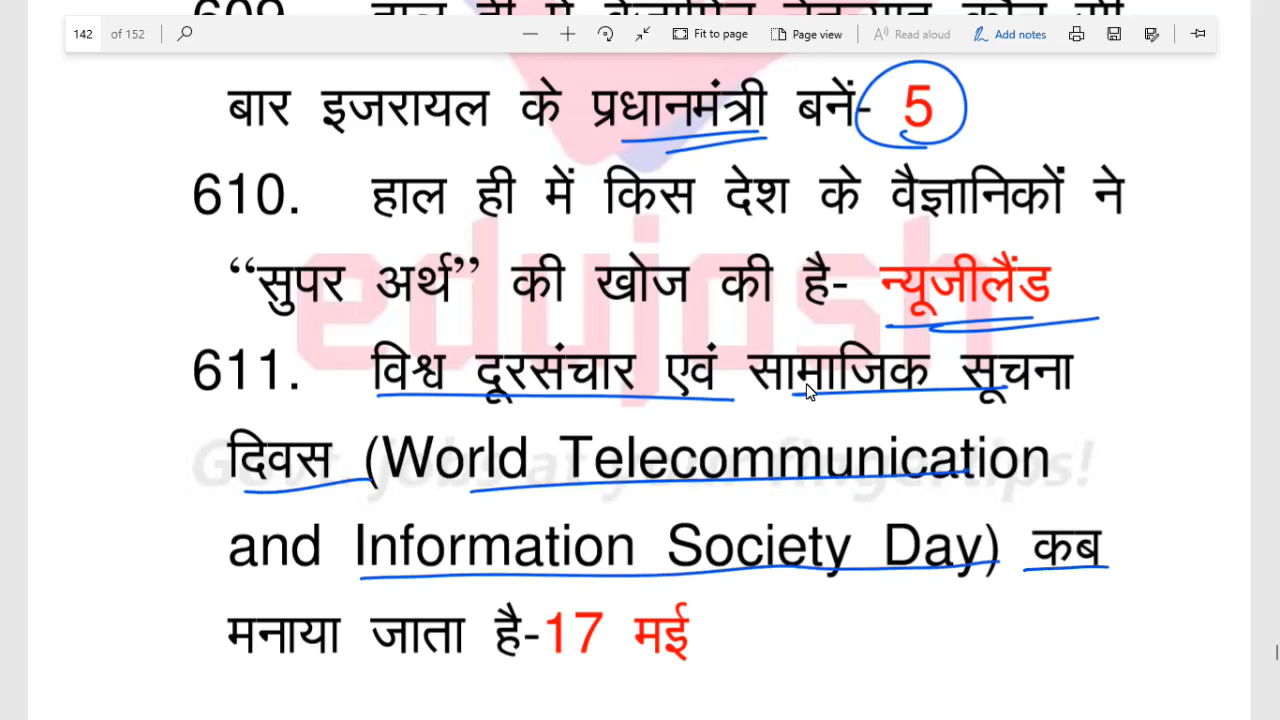 142 of 152 Fit to page Page view Read aloud Add notes
बार इजरायल के प्रधानमंत्री बनें- 5
610. हाल ही में किस देश के वैज्ञानिकों ने
“सुपर अर्थ” की खोज की है- न्यूजीलैंड
611. विश्व दूरसंचार एवं सामाजिक सूचना
दिवस (World Telecommunication
and Information Society Day) कब
मनाया जाता है-17 मई
edujosh